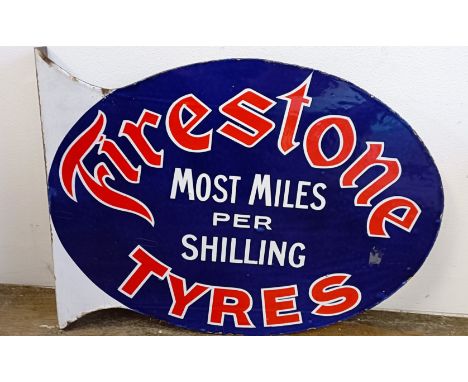 Firestone
MOST MILES
PER
SHILLING
TYRES